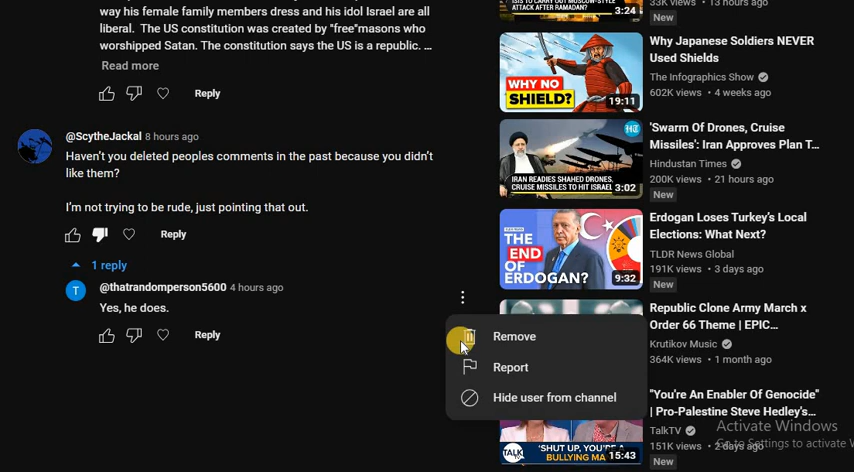 way his female family members dress and his idol Israel are all
liberal. The US constitution was created by "free"masons who
worshipped Satan. The constitution says the US is a republic. ...
Read more
Reply
@ScytheJackal 8 hours ago
Haven't you deleted peoples comments in the past because you didn't
like them?
I'm not trying to be rude, just pointing that out.
Reply
1 reply
T
@thatrandomperson5600 4 hours ago
Yes, he does.
Reply
Remove
Report
Hide user from channel
ATTACK AFTER RAMADAN?
3:24
33K views • 13 hours ago
New
WHY NO
SHIELD?
19:11
Why Japanese Soldiers NEVER
Used Shields
The Infographics Show
602K views • 4 weeks ago
HT
IRAN READIES SHAHED DRONES,
CRUISE MISSILES TO HIT ISRAEL
3:02
'Swarm Of Drones, Cruise
Missiles': Iran Approves Plan T...
Hindustan Times
200K views • 21 hours ago
New
THE
END
OF
ERDOGAN?
9:32
Erdogan Loses Turkey's Local
Elections: What Next?
TLDR News Global
191K views • 3 days ago
New
Republic Clone Army March x
Order 66 Theme | EPIC...
Krutikov Music
364K views • 1 month ago
TALK
'SHUT UP, YOU'RE A
BULLYING MA
15:43
"You're An Enabler Of Genocide"
| Pro-Palestine Steve Hedley's...
TalkTV
151K views • 2 days ago
New
Activate Windows
Go to Settings to activate W